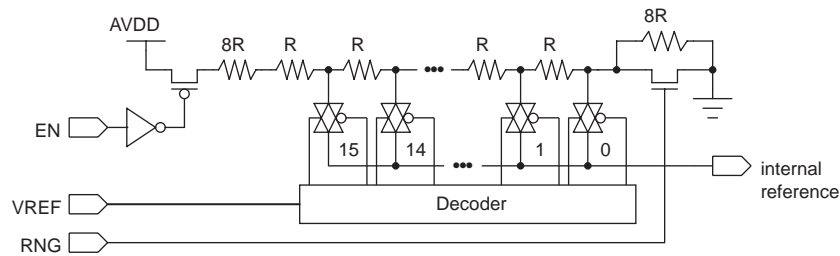 AVDD
8R
R
R
R
R
8R
EN
15
14
1
0
internal
reference
VREF
Decoder
RNG